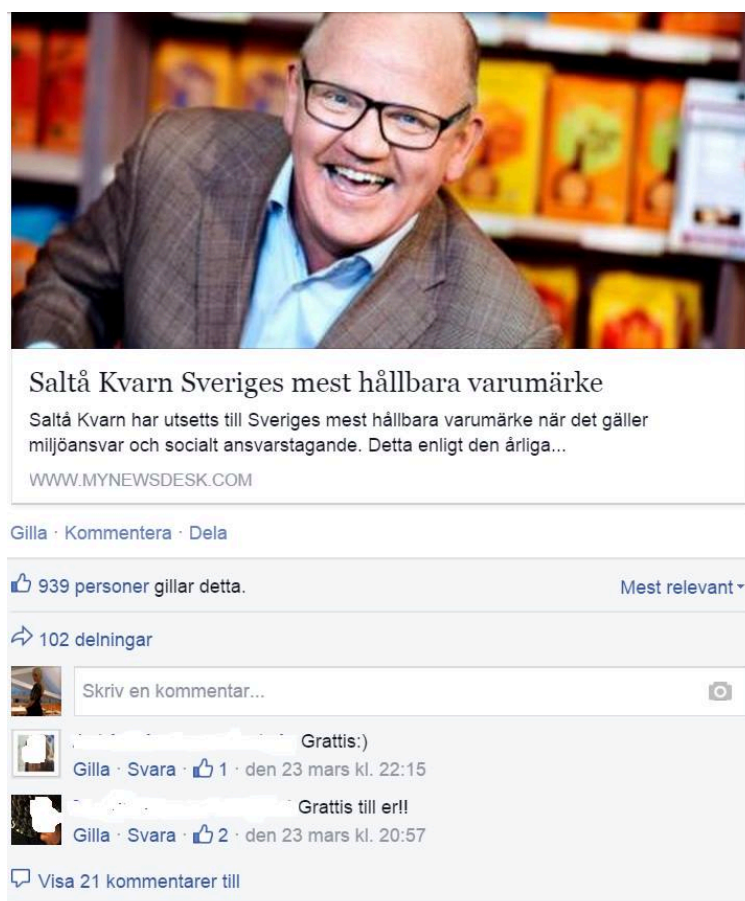 Saltå Kvarn Sveriges mest hållbara varumärke
Saltå Kvarn har utsetts till Sveriges mest hållbara varumärke när det gäller
miljöansvar och socialt ansvarstagande. Detta enligt den årliga...
WWW.MYNEWSDESK.COM
Gilla · Kommentera · Dela
939 personer gillar detta. Mest relevant
102 delningar
Skriv en kommentar...
Grattis:)
Gilla · Svara · 1 · den 23 mars kl. 22:15
Grattis till er!!
Gilla · Svara · 2 · den 23 mars kl. 20:57
Visa 21 kommentarer till